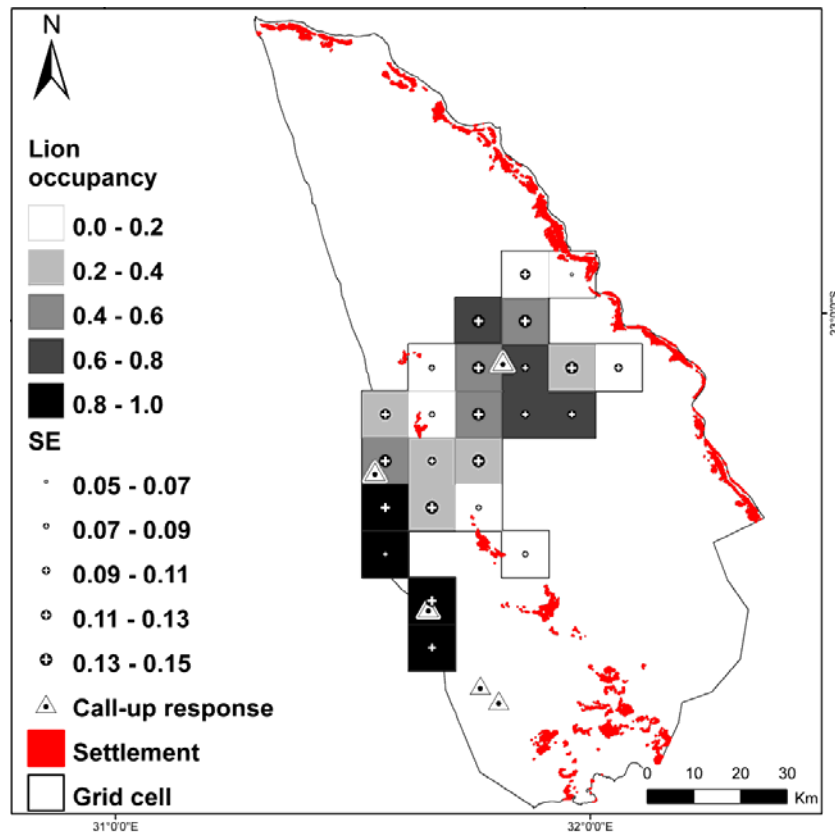 N
Lion
occupancy
0.0 - 0.2
0.2 - 0.4
0.4 - 0.6
0.6 - 0.8
0.8 - 1.0
SE
0.05 - 0.07
0.07 - 0.09
0.09 - 0.11
0.11 - 0.13
0.13 - 0.15
Call-up response
Settlement
Grid cell
23°0'0"S
0 10 20 30
Km
31°0'0"E
32°0'0"E